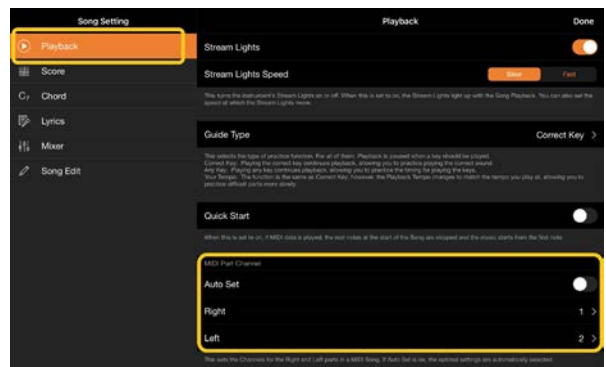 Song Setting
Playback
Done
Playback
Score
C7 Chord
Lyrics
Mixer
Song Edit
Stream Lights
Stream Lights Speed
Slow
Fast
This turns the instrument's Stream Lights on or off. When this is set to on, the Stream Lights light up with the Song Playback. You can also set the
speed at which the Stream Lights move.
Guide Type
Correct Key >
This selects the type of practice function. For all of them, Playback is paused when a key should be played.
Correct Key: Playing the correct key continues playback, allowing you to practice playing the correct sound.
Any Key: Playing any key continues playback, allowing you to practice the timing for playing the keys.
Your Tempo: The function is the same as Correct Key; however, the Playback Tempo changes to match the tempo you play at, allowing you to
practice difficult parts more slowly.
Quick Start
When this is set to on, if MIDI data is played, the rest notes at the start of the Song are skipped and the music starts from the first note.
MIDI Part Channel
Auto Set
Right
1 >
Left
2 >
This sets the Channels for the Right and Left parts in a MIDI Song. If Auto Set is on, the optimal settings are automatically selected.